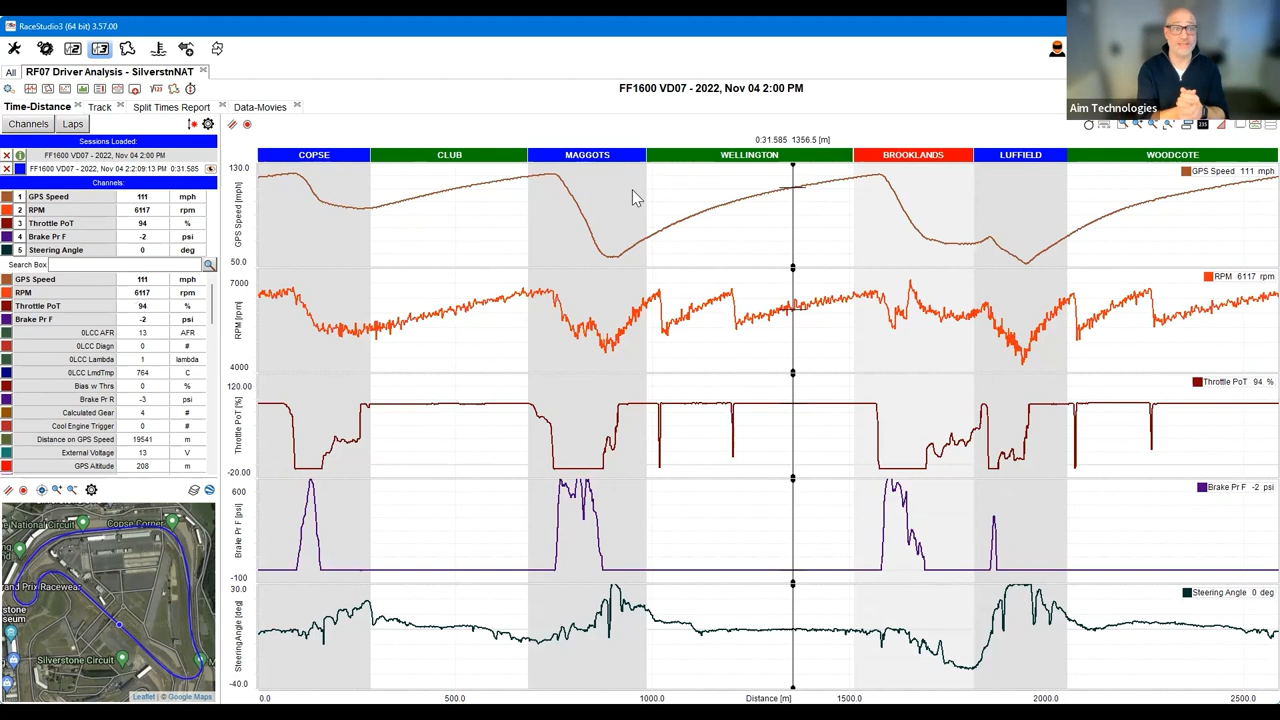 RaceStudio3 (64 bit) 3.57.00
All
RF07 Driver Analysis - SilverstnNAT
FF1600 VD07 - 2022, Nov 04 2:00 PM
Aim Technologies
Time-Distance
Track
Split Times Report
Data-Movies
Channels
Laps
0:31.585 1356.5 [m]
Sessions Loaded:
FF1600 VD07 - 2022, Nov 04 2:00 PM
FF1600 VD07 - 2022, Nov 04 2:2:09:13 PM 0:31.585
Channels:
1 GPS Speed 111 mph
2 RPM 6117 rpm
3 Throttle PoT 94 %
4 Brake Pr F -2 psi
5 Steering Angle 0 deg
Search Box
GPS Speed 111 mph
RPM 6117 rpm
Throttle PoT 94 %
Brake Pr F -2 psi
0LCC AFR 13 AFR
0LCC Diagn 0 #
0LCC Lambda 1 lambda
0LCC LmdTmp 764 C
Bias w Thrs 0 %
Brake Pr R -3 psi
Calculated Gear 4 #
Cool Engine Trigger 0 #
Distance on GPS Speed 19541 m
External Voltage 13 V
GPS Altitude 208 m
COPSE CLUB MAGGOTS WELLINGTON BROOKLANDS LUFFIELD WOODCOTE
130.0
GPS Speed [mph]
50.0
GPS Speed 111 mph
7000
RPM [rpm]
4000
RPM 6117 rpm
120.00
Throttle PoT [%]
-20.00
Throttle PoT 94 %
600
Brake Pr F [psi]
-100
Brake Pr F -2 psi
30.0
SteeringAngle [deg]
-40.0
Steering Angle 0 deg
0.0 500.0 1000.0 Distance [m] 1500.0 2000.0 2500.0
National Circuit
Copse Corner
rand Prix Racewear
verstone
useum
Silverstone Circuit
M
Leaflet | © Google Maps